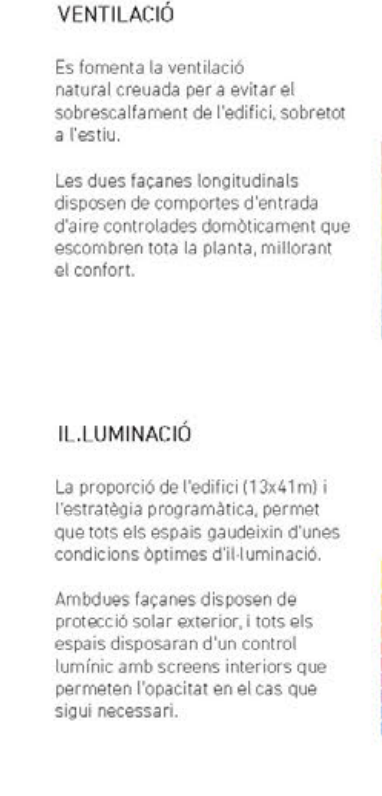 VENTILACIÓ
Es fomenta la ventilació
natural creuada per a evitar el
sobrescalfament de l'edifici, sobretot
a l'estiu.
Les dues façanes longitudinals
disposen de comportes d'entrada
d'aire controlades domòticament que
escombren tota la planta, millorant
el confort.
IL.LUMINACIÓ
La proporció de l'edifici (13x41m) i
l'estratègia programàtica, permet
que tots els espais gaudeixin d'unes
condicions òptimes d'il·luminació.
Ambdues façanes disposen de
protecció solar exterior, i tots els
espais disposaran d'un control
lumínic amb screens interiors que
permeten l'opacitat en el cas que
sigui necessari.